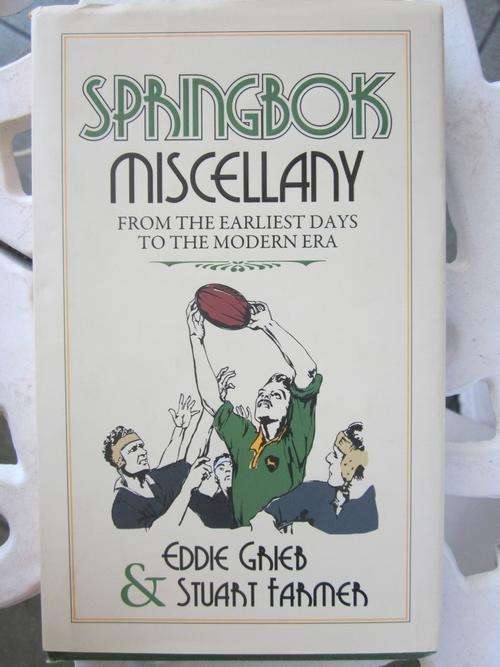 SPRINGBOK
MISCELLANY
FROM THE EARLIEST DAYS
TO THE MODERN ERA
EDDIE GRIEB
& STUART FARMER